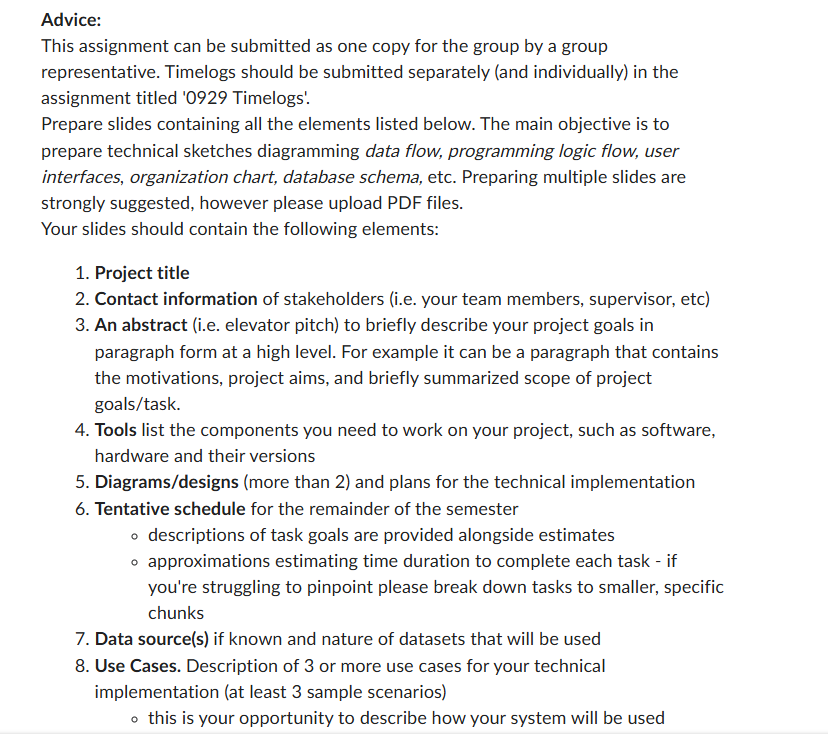 Advice:
This assignment can be submitted as one copy for the group by a group
representative. Timelogs should be submitted separately (and individually) in the
assignment titled '0929 Timelogs'.
Prepare slides containing all the elements listed below. The main objective is to
prepare technical sketches diagramming data flow, programming logic flow, user
interfaces, organization chart, database schema, etc. Preparing multiple slides are
strongly suggested, however please upload PDF files.
Your slides should contain the following elements:
1. Project title
2. Contact information of stakeholders (i.e. your team members, supervisor, etc)
3. An abstract (i.e. elevator pitch) to briefly describe your project goals in
paragraph form at a high level. For example it can be a paragraph that contains
the motivations, project aims, and briefly summarized scope of project
goals/task.
4. Tools list the components you need to work on your project, such as software,
hardware and their versions
5. Diagrams/designs (more than 2) and plans for the technical implementation
6. Tentative schedule for the remainder of the semester
◦ descriptions of task goals are provided alongside estimates
◦ approximations estimating time duration to complete each task - if
you're struggling to pinpoint please break down tasks to smaller, specific
chunks
7. Data source(s) if known and nature of datasets that will be used
8. Use Cases. Description of 3 or more use cases for your technical
implementation (at least 3 sample scenarios)
◦ this is your opportunity to describe how your system will be used